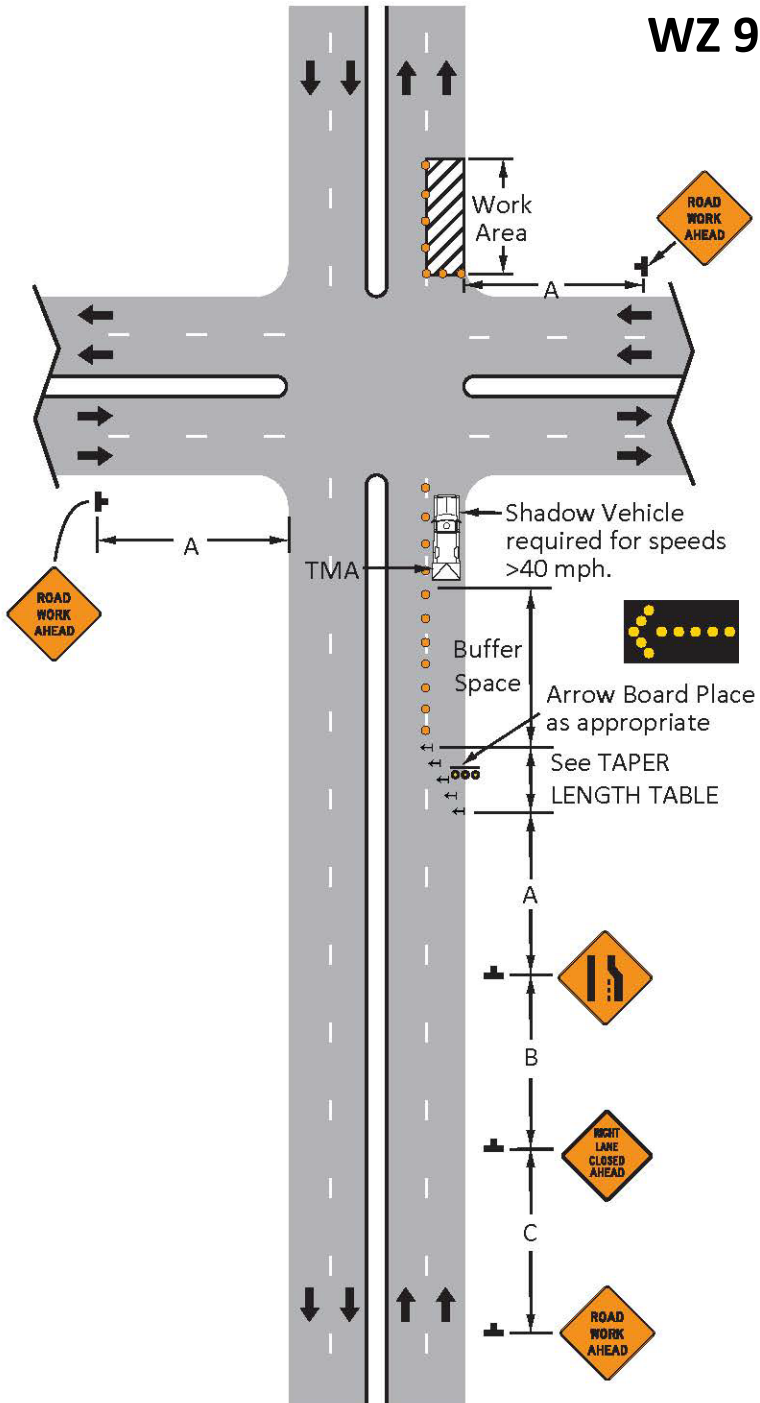 WZ 9
Work
Area
ROAD
WORK
AHEAD
A
A
ROAD
WORK
AHEAD
Shadow Vehicle
required for speeds
>40 mph.
TMA
Buffer
Space
Arrow Board Place
as appropriate
See TAPER
LENGTH TABLE
A
B
RIGHT
LANE
CLOSED
AHEAD
C
ROAD
WORK
AHEAD